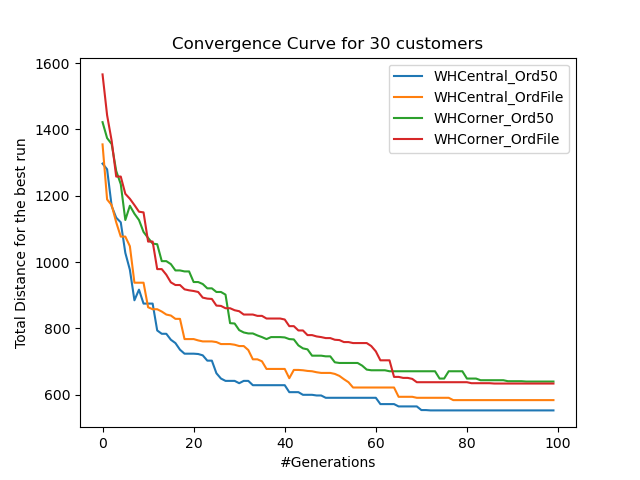 Convergence Curve for 30 customers
WHCentral_Ord50
WHCentral_OrdFile
WHCorner_Ord50
WHCorner_OrdFile
Total Distance for the best run
1600
1400
1200
1000
800
600
0
20
40
60
80
100
#Generations